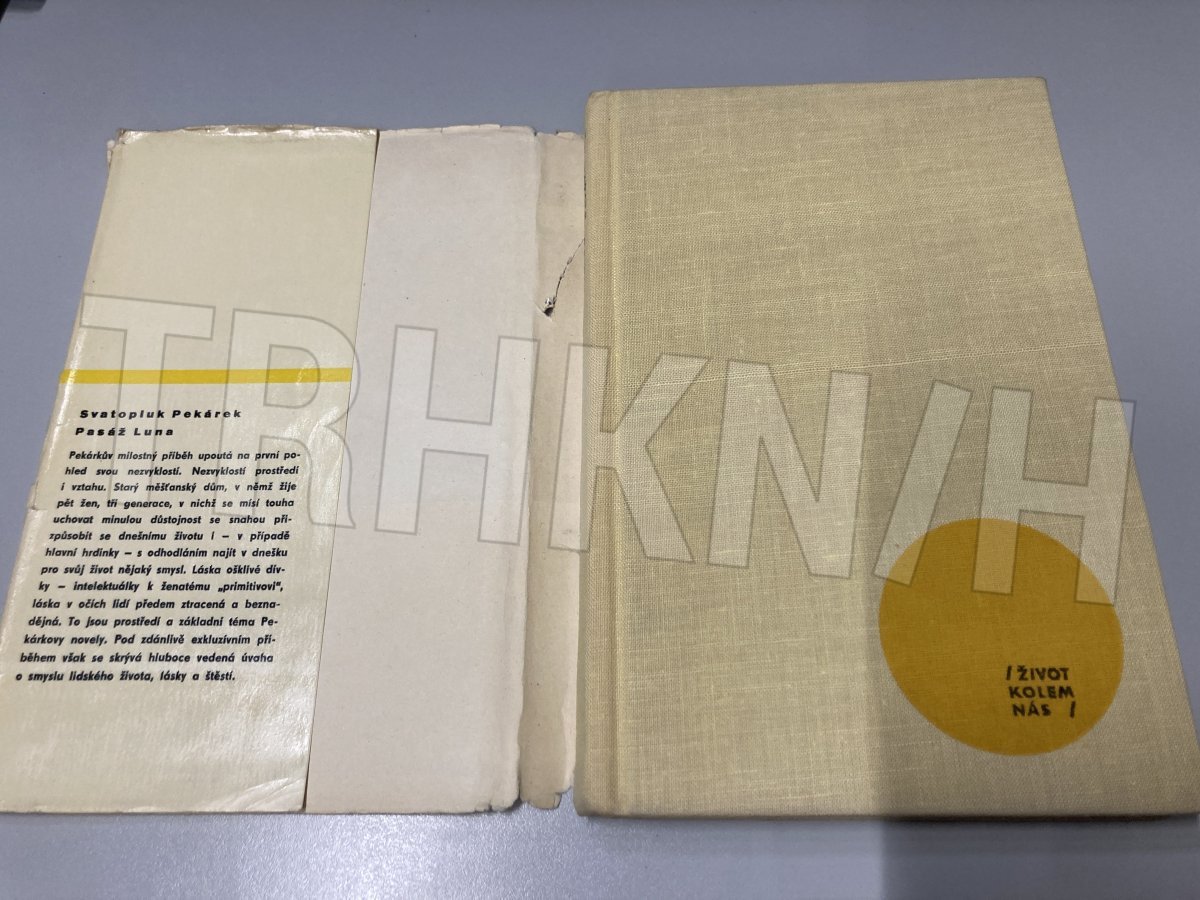 Svatopluk Pekárek
Pasáž Luna
Pekárkův milostný příběh upoutá na první po-
hled svou nezvyklostí. Nezvyklostí prostředí
i vztahu. Starý měšťanský dům, v němž žije
pět žen, tři generace, v nichž se mísí touha
uchovat minulou důstojnost se snahou při-
způsobit se dnešnímu životu i – v případě
hlavní hrdinky – s odhodláním najít v dnešku
pro svůj život nějaký smysl. Láska ošklivé dív-
ky – intelektuálky k ženatému „primitivovi",
láska v očích lidí předem ztracená a bezna-
dějná. To jsou prostředí a základní téma Pe-
kárkovy novely. Pod zdánlivě exkluzívním pří-
během však se skrývá hluboce vedená úvaha
o smyslu lidského života, lásky a štěstí.
/ ŽIVOT
KOLEM
NÁS /
TRHKN/H